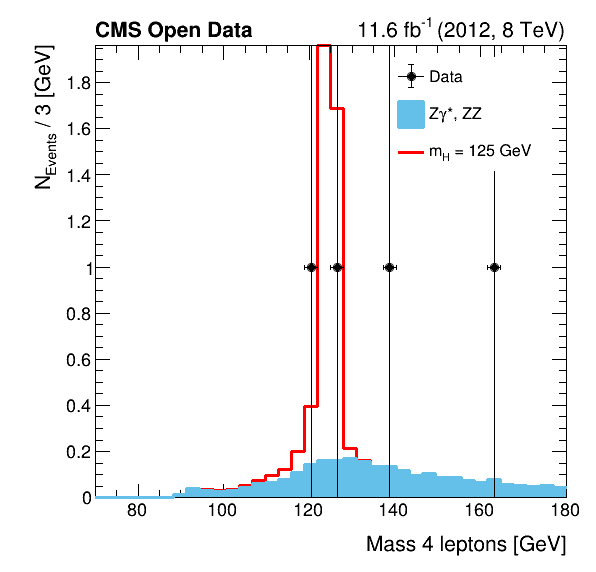 CMS Open Data 11.6 fb⁻¹ (2012, 8 TeV)
N_Events / 3 [GeV]
Data
Zγ*, ZZ
m_H = 125 GeV
1.8
1.6
1.4
1.2
1
0.8
0.6
0.4
0.2
0
80 100 120 140 160 180
Mass 4 leptons [GeV]